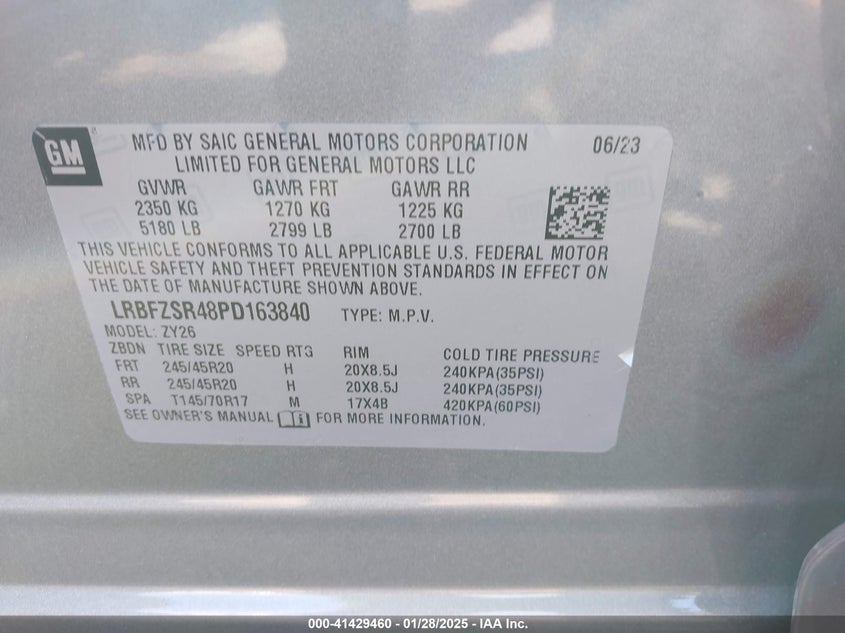 GM
MFD BY SAIC GENERAL MOTORS CORPORATION 06/23
LIMITED FOR GENERAL MOTORS LLC
GVWR GAWR FRT GAWR RR
2350 KG 1270 KG 1225 KG
5180 LB 2799 LB 2700 LB
THIS VEHICLE CONFORMS TO ALL APPLICABLE U.S. FEDERAL MOTOR
VEHICLE SAFETY AND THEFT PREVENTION STANDARDS IN EFFECT ON
THE DATE OF MANUFACTURE SHOWN ABOVE.
LRBFZSR48PD163840 TYPE: M.P.V.
MODEL: ZY26
ZBDN TIRE SIZE SPEED RTG RIM COLD TIRE PRESSURE
FRT 245/45R20 H 20X8.5J 240KPA(35PSI)
RR 245/45R20 H 20X8.5J 240KPA(35PSI)
SPA T145/70R17 M 17X4B 420KPA(60PSI)
SEE OWNER'S MANUAL FOR MORE INFORMATION.
000-41429460 - 01/28/2025 - IAA Inc.